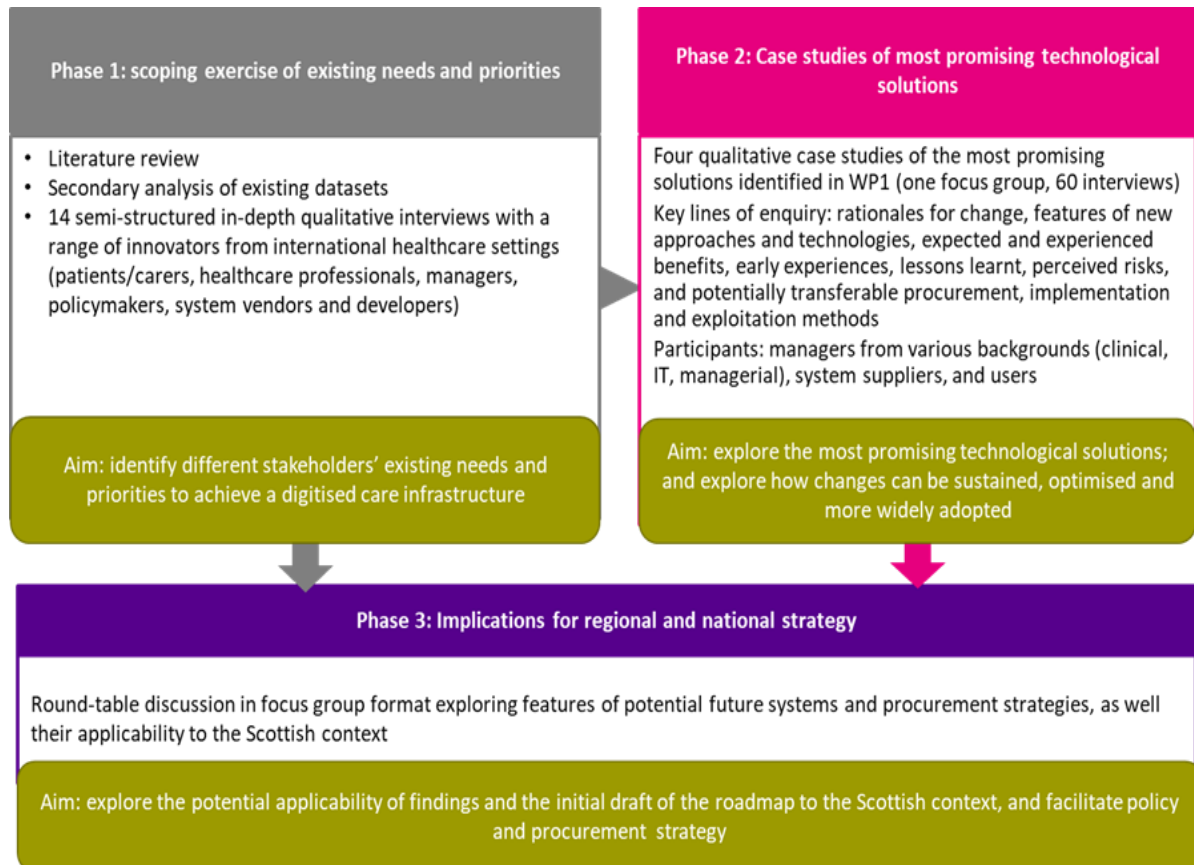 Phase 1: scoping exercise of existing needs and priorities
• Literature review
• Secondary analysis of existing datasets
• 14 semi-structured in-depth qualitative interviews with a
range of innovators from international healthcare settings
(patients/carers, healthcare professionals, managers,
policymakers, system vendors and developers)
Aim: identify different stakeholders’ existing needs and
priorities to achieve a digitised care infrastructure
Phase 2: Case studies of most promising technological
solutions
Four qualitative case studies of the most promising
solutions identified in WP1 (one focus group, 60 interviews)
Key lines of enquiry: rationales for change, features of new
approaches and technologies, expected and experienced
benefits, early experiences, lessons learnt, perceived risks,
and potentially transferable procurement, implementation
and exploitation methods
Participants: managers from various backgrounds (clinical,
IT, managerial), system suppliers, and users
Aim: explore the most promising technological solutions;
and explore how changes can be sustained, optimised and
more widely adopted
Phase 3: Implications for regional and national strategy
Round-table discussion in focus group format exploring features of potential future systems and procurement strategies, as well
their applicability to the Scottish context
Aim: explore the potential applicability of findings and the initial draft of the roadmap to the Scottish context, and facilitate policy
and procurement strategy